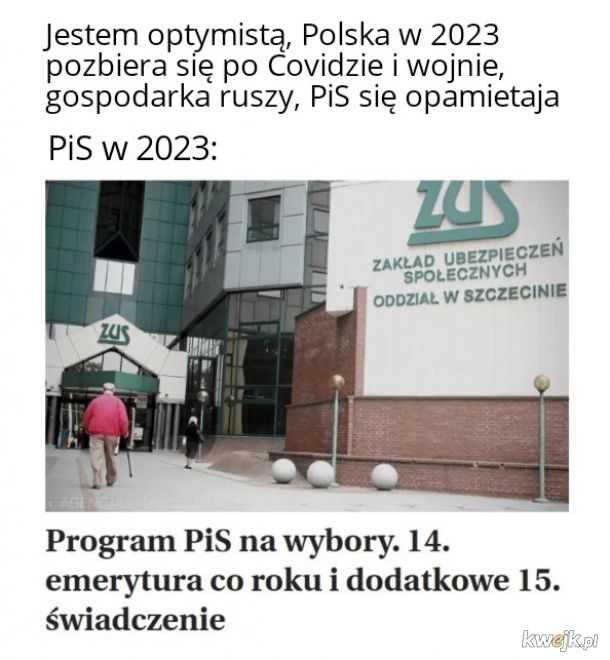 Jestem optymistą, Polska w 2023
pozbiera się po Covidzie i wojnie,
gospodarka ruszy, PiS się opamietaja
PiS w 2023:
ZUS
ZAKŁAD UBEZPIECZEŃ
SPOŁECZNYCH
ODDZIAŁ W SZCZECINIE
ZUS
AGENCJA
Program PiS na wybory. 14.
emerytura co roku i dodatkowe 15.
świadczenie
kwejk.pl